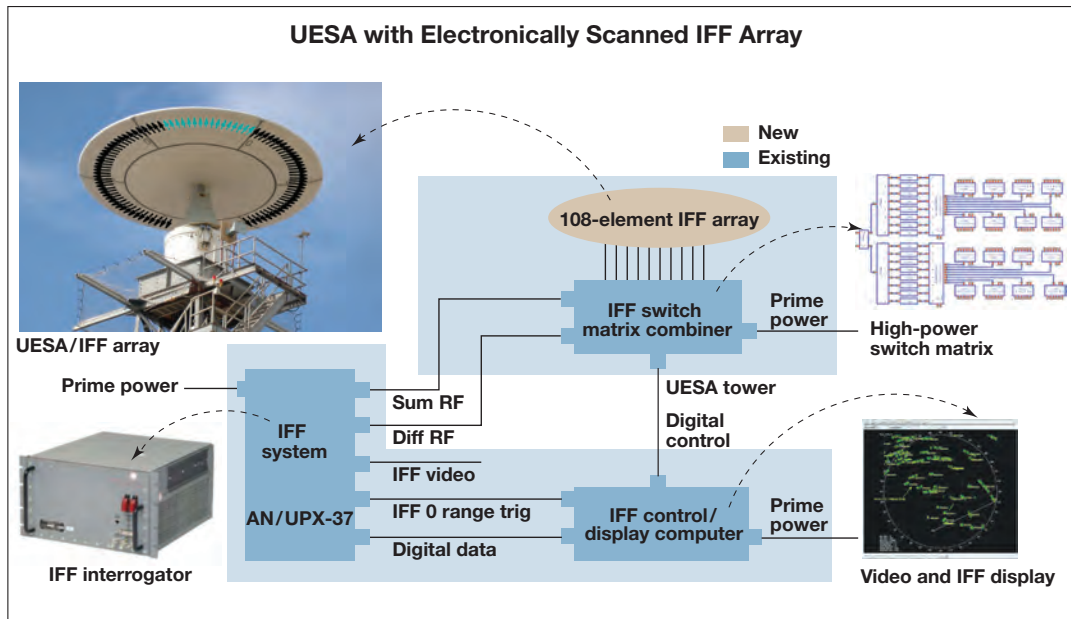 UESA with Electronically Scanned IFF Array
New
Existing
108-element IFF array
IFF switch
matrix combiner
Prime
power
High-power
switch matrix
UESA/IFF array
Prime power
Sum RF
UESA tower
Diff RF
Digital
control
IFF
system
IFF video
AN/UPX-37
IFF 0 range trig
IFF control/
display computer
Prime
power
Digital data
IFF interrogator
Video and IFF display